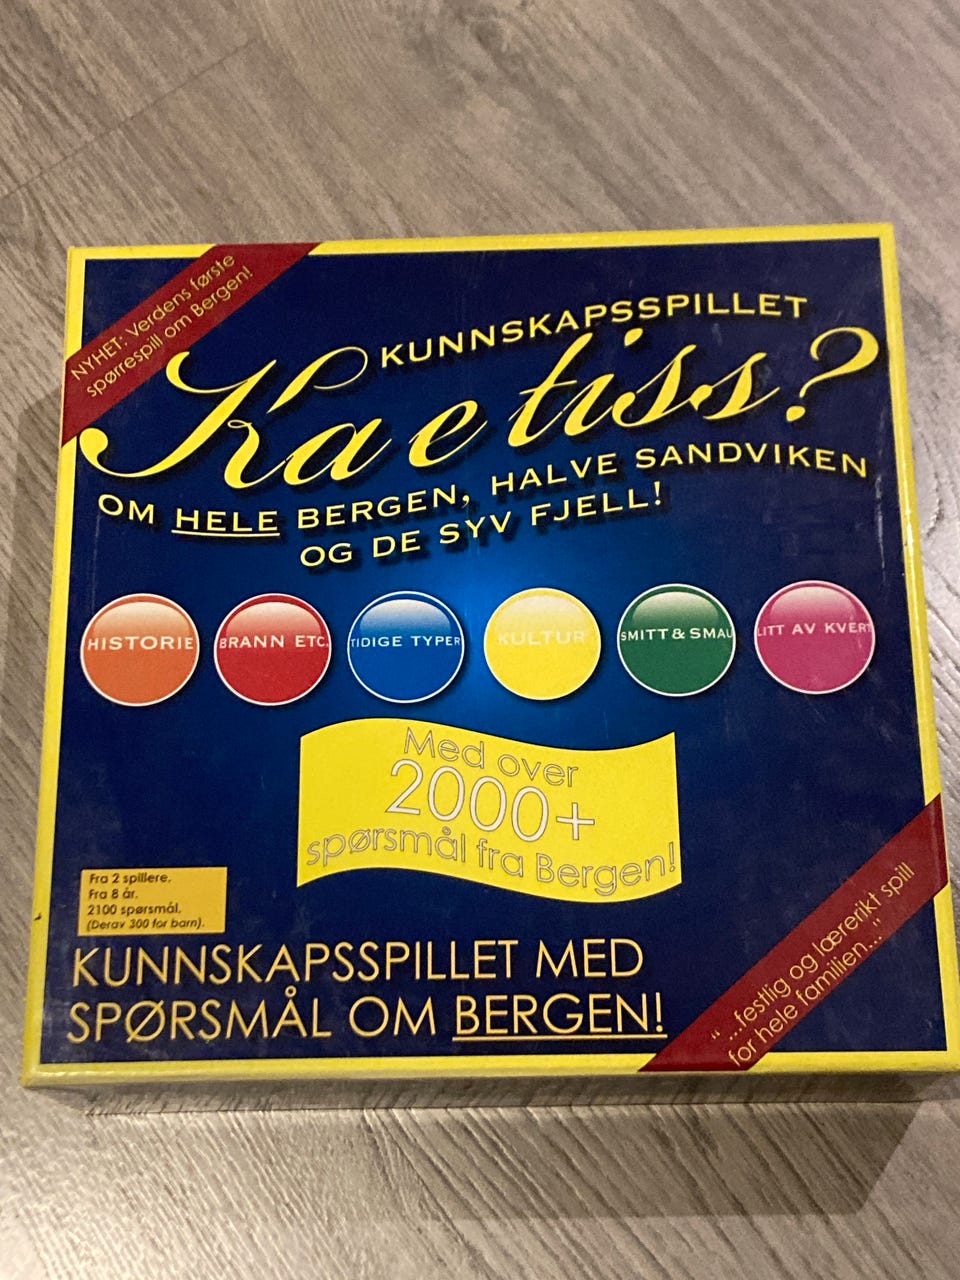 NYHET: Verdens første
spørrespill om Bergen!
KUNNSKAPSSPILLET
Ka e tiss?
OM HELE BERGEN, HALVE SANDVIKEN
OG DE SYV FJELL!
HISTORIE
BRANN ETC.
TIDIGE TYPER
KULTUR
SMITT & SMAU
LITT AV KVERT
Med over
2000+
spørsmål fra Bergen!
Fra 2 spillere.
Fra 8 år.
2100 spørsmål.
(Derav 300 for barn).
KUNNSKAPSSPILLET MED
SPØRSMÅL OM BERGEN!
"...festlig og lærerikt spill
for hele familien..."